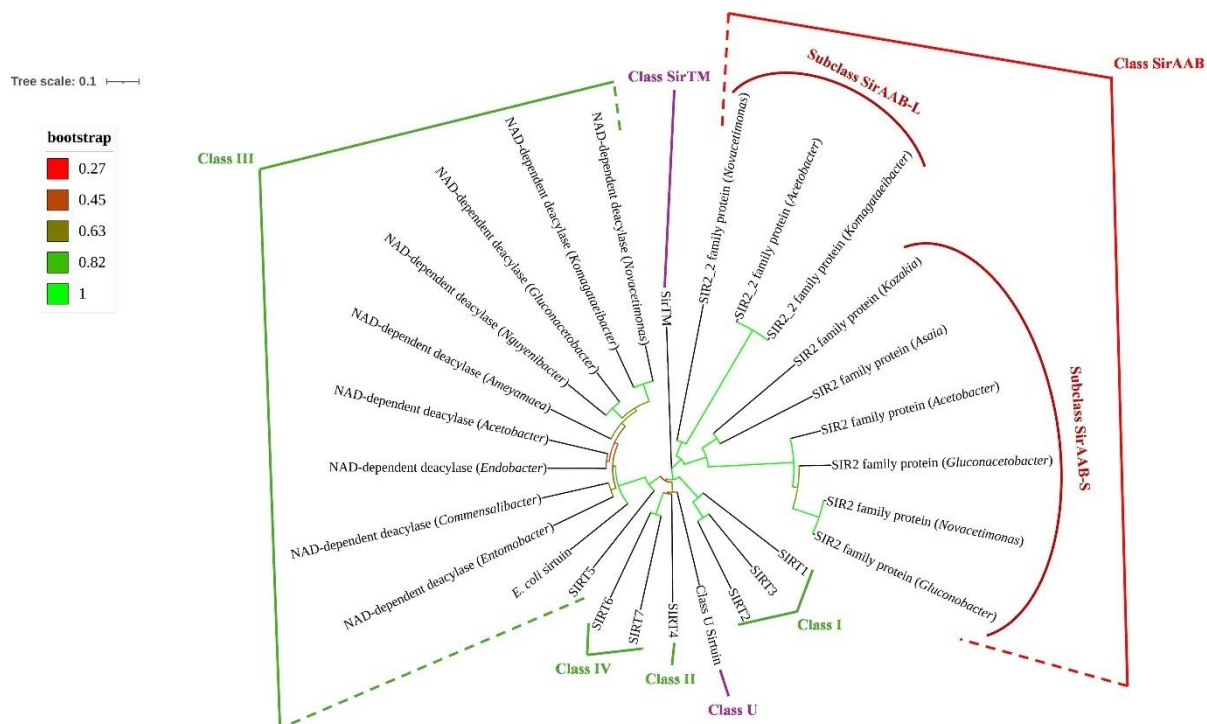 Tree scale: 0.1
bootstrap
0.27
0.45
0.63
0.82
1
Class III
Class SirTM
Subclass SirAAB-L
Class SirAAB
Subclass SirAAB-S
NAD-dependent deacylase (Novacetimonas)
NAD-dependent deacylase (Komagataeibacter)
NAD-dependent deacylase (Gluconacetobacter)
NAD-dependent deacylase (Nguyenibacter)
NAD-dependent deacylase (Ameyamaea)
NAD-dependent deacylase (Acetobacter)
NAD-dependent deacylase (Endobacter)
NAD-dependent deacylase (Commensalibacter)
NAD-dependent deacylase (Entomobacter)
E. coli sirtuin
SIRT5
SIRT6
SIRT7
SIRT4
Class U Sirtuin
SIRT2
SIRT3
SIRT1
SirTM
SIR2_2 family protein (Novacetimonas)
SIR2_2 family protein (Acetobacter)
SIR2_2 family protein (Komagataeibacter)
SIR2 family protein (Kozakia)
SIR2 family protein (Asaia)
SIR2 family protein (Acetobacter)
SIR2 family protein (Gluconacetobacter)
SIR2 family protein (Novacetimonas)
SIR2 family protein (Gluconobacter)
Class I
Class IV
Class II
Class U